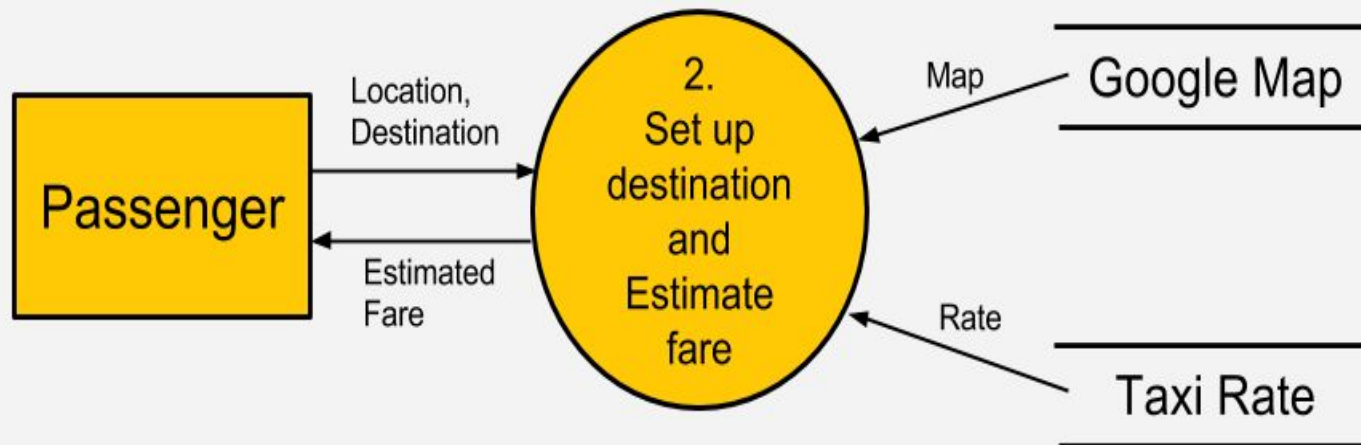 Passenger
Location,
Destination
Estimated
Fare
2.
Set up
destination
and
Estimate
fare
Map
Google Map
Rate
Taxi Rate